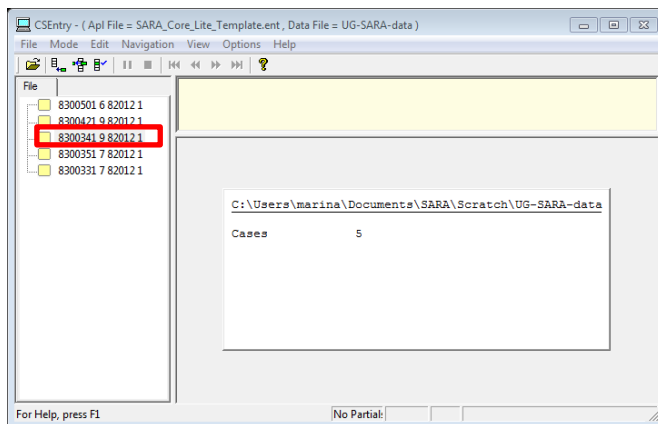 CSEntry - ( Apl File = SARA_Core_Lite_Template.ent , Data File = UG-SARA-data )
File Mode Edit Navigation View Options Help
File
8300501 6 82012 1
8300421 9 82012 1
8300341 9 82012 1
8300351 7 82012 1
8300331 7 82012 1
C:\Users\marina\Documents\SARA\Scratch\UG-SARA-data
Cases 5
For Help, press F1
No Partials